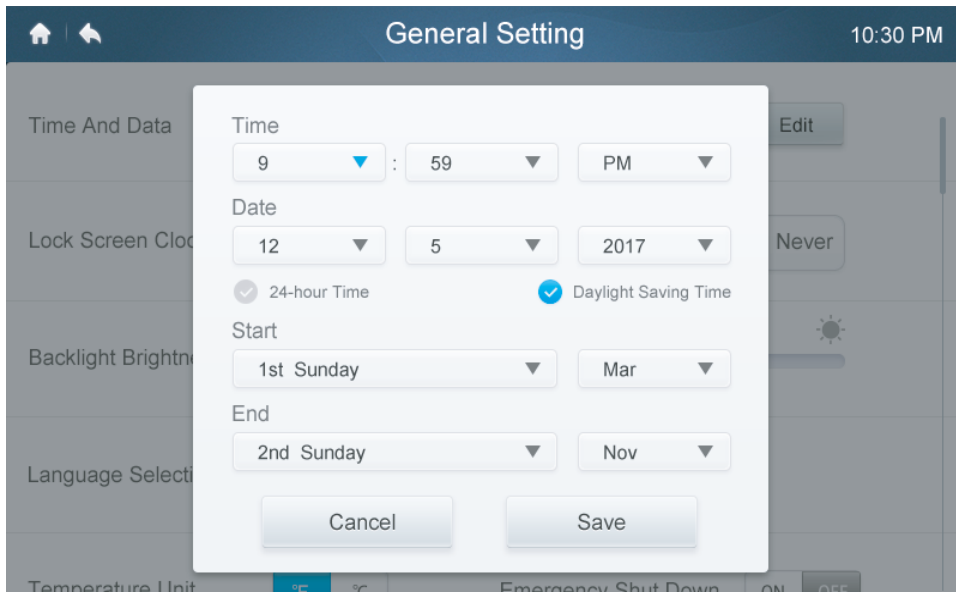 General Setting
10:30 PM
Time And Data
Edit
Time
9 : 59 PM
Date
12 5 2017
Lock Screen Cloc
Never
24-hour Time
Daylight Saving Time
Start
1st Sunday Mar
Backlight Brightne
End
2nd Sunday Nov
Language Selecti
Cancel
Save
Temperature Unit
°F
°C
Emergency Shut Down
ON
OFF